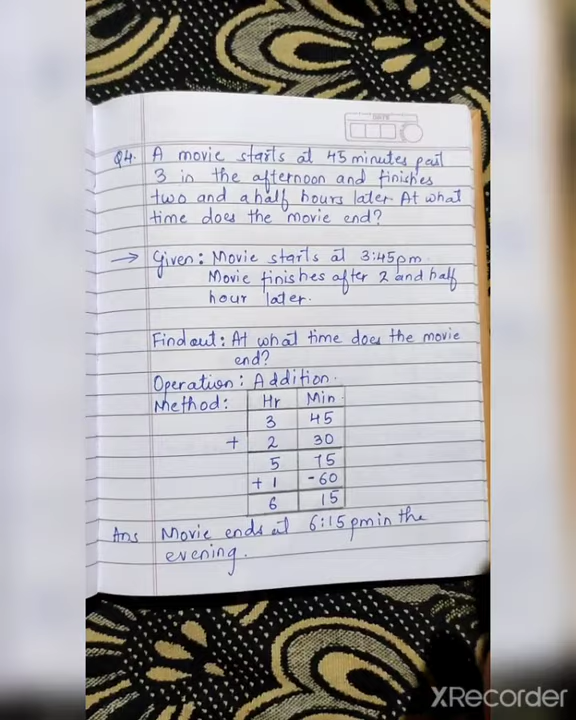 DATE
Q4. A movie starts at 45 minutes past
3 in the afternoon and finishes
two and a half hours later. At what
time does the movie end?
→ Given: Movie starts at 3:45pm.
Movie finishes after 2 and half
hour later.
Find out: At what time does the movie
end?
Operation: Addition.
Method: Hr Min.
3 45
+ 2 30
5 75
+1 -60
6 15
Ans Movie ends at 6:15 pm in the
evening.
XRecorder